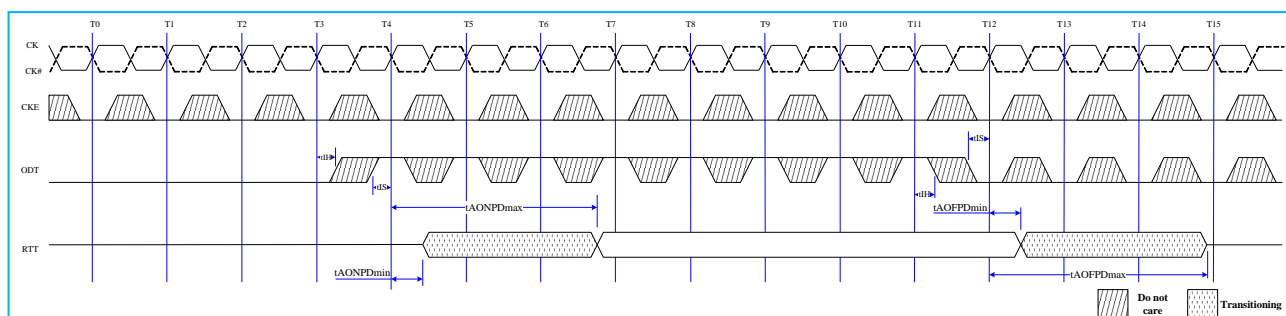 T0 T1 T2 T3 T4 T5 T6 T7 T8 T9 T10 T11 T12 T13 T14 T15
CK
CK#
CKE
tIS
tIH
ODT
tIS
tIH
tAONPDmax
tAOFPDmin
RTT
tAONPDmin
tAOFPDmax
Do not
care
Transitioning